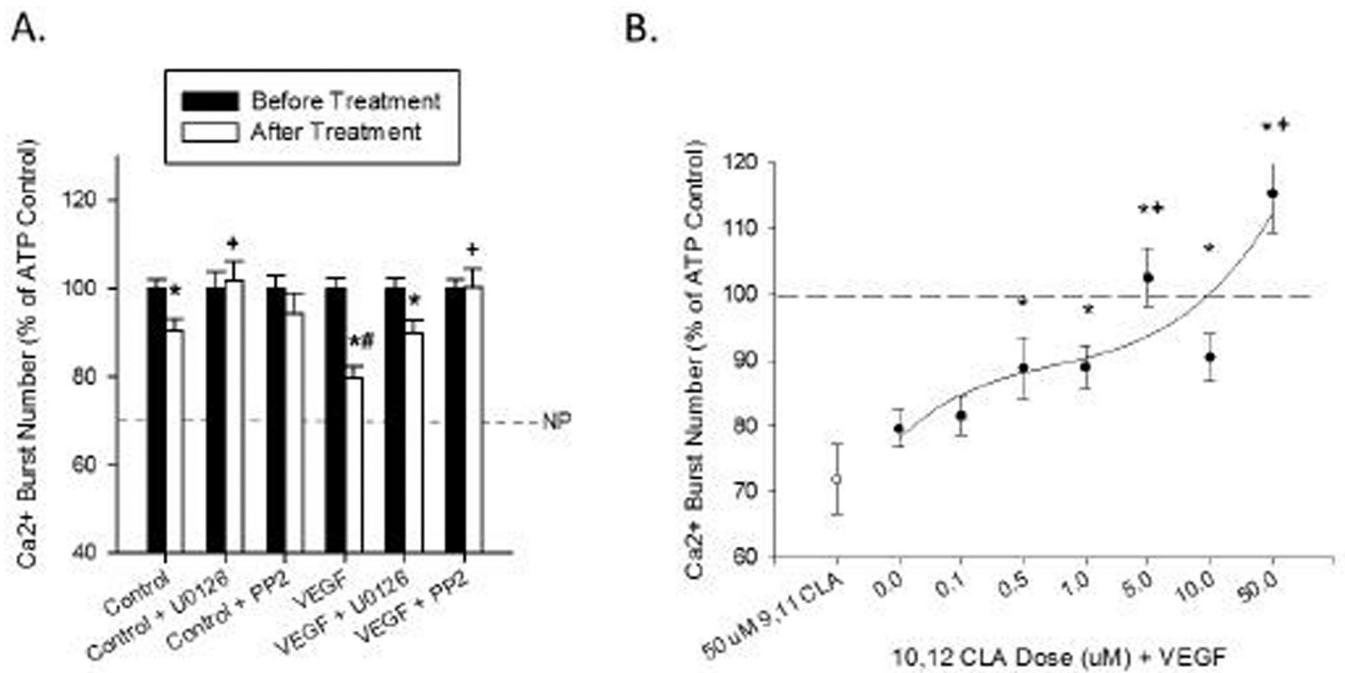 A.
Before Treatment
After Treatment
Ca2+ Burst Number (% of ATP Control)
120
100
80
60
40
*
+
*#
*
+
NP
Control
Control + U0126
Control + PP2
VEGF
VEGF + U0126
VEGF + PP2
B.
Ca2+ Burst Number (% of ATP Control)
120
110
100
90
80
70
60
*
*
*+
*
*+
50 uM 9,11 CLA
0.0
0.1
0.5
1.0
5.0
10.0
50.0
10,12 CLA Dose (uM) + VEGF